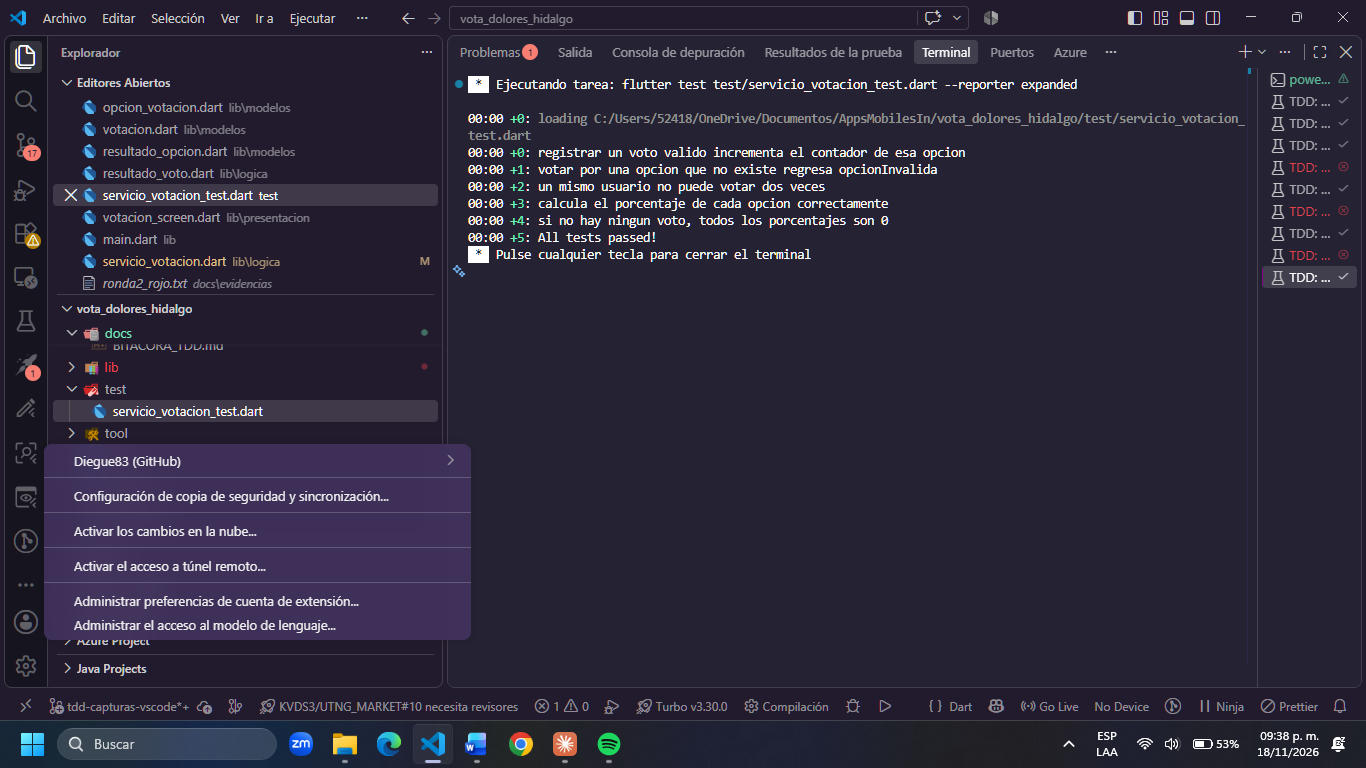 Archivo Editar Selección Ver Ir a Ejecutar ···
vota_dolores_hidalgo
Explorador
Editores Abiertos
opcion_votacion.dart lib\modelos
votacion.dart lib\modelos
resultado_opcion.dart lib\modelos
resultado_voto.dart lib\logica
servicio_votacion_test.dart test
votacion_screen.dart lib\presentacion
main.dart lib
servicio_votacion.dart lib\logica M
ronda2_rojo.txt docs\evidencias
vota_dolores_hidalgo
docs
BITACORA_TDD.md
lib
test
servicio_votacion_test.dart
tool
17
1
Diegue83 (GitHub)
Configuración de copia de seguridad y sincronización...
Activar los cambios en la nube...
Activar el acceso a túnel remoto...
Administrar preferencias de cuenta de extensión...
Administrar el acceso al modelo de lenguaje...
Azure Project
Java Projects
Problemas 1 Salida Consola de depuración Resultados de la prueba Terminal Puertos Azure ···
* Ejecutando tarea: flutter test test/servicio_votacion_test.dart --reporter expanded
00:00 +0: loading C:/Users/52418/OneDrive/Documentos/AppsMobilesIn/vota_dolores_hidalgo/test/servicio_votacion_
test.dart
00:00 +0: registrar un voto valido incrementa el contador de esa opcion
00:00 +1: votar por una opcion que no existe regresa opcionInvalida
00:00 +2: un mismo usuario no puede votar dos veces
00:00 +3: calcula el porcentaje de cada opcion correctamente
00:00 +4: si no hay ningun voto, todos los porcentajes son 0
00:00 +5: All tests passed!
* Pulse cualquier tecla para cerrar el terminal
powe...
TDD: ...
TDD: ...
TDD: ...
TDD: ...
TDD: ...
TDD: ...
TDD: ...
TDD: ...
TDD: ...
tdd-capturas-vscode*+ KVDS3/UTNG_MARKET#10 necesita revisores 1 0 Turbo v3.30.0 Compilación { } Dart Go Live No Device Ninja Prettier
Buscar
zm
ESP
LAA
53%
09:38 p. m.
18/11/2026